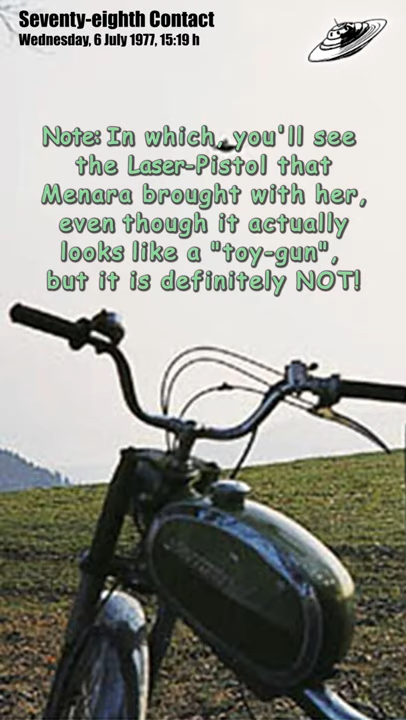 Seventy-eighth Contact
Wednesday, 6 July 1977, 15:19 h
Note: In which, you'll see
the Laser-Pistol that
Menara brought with her,
even though it actually
looks like a "toy-gun",
but it is definitely NOT!